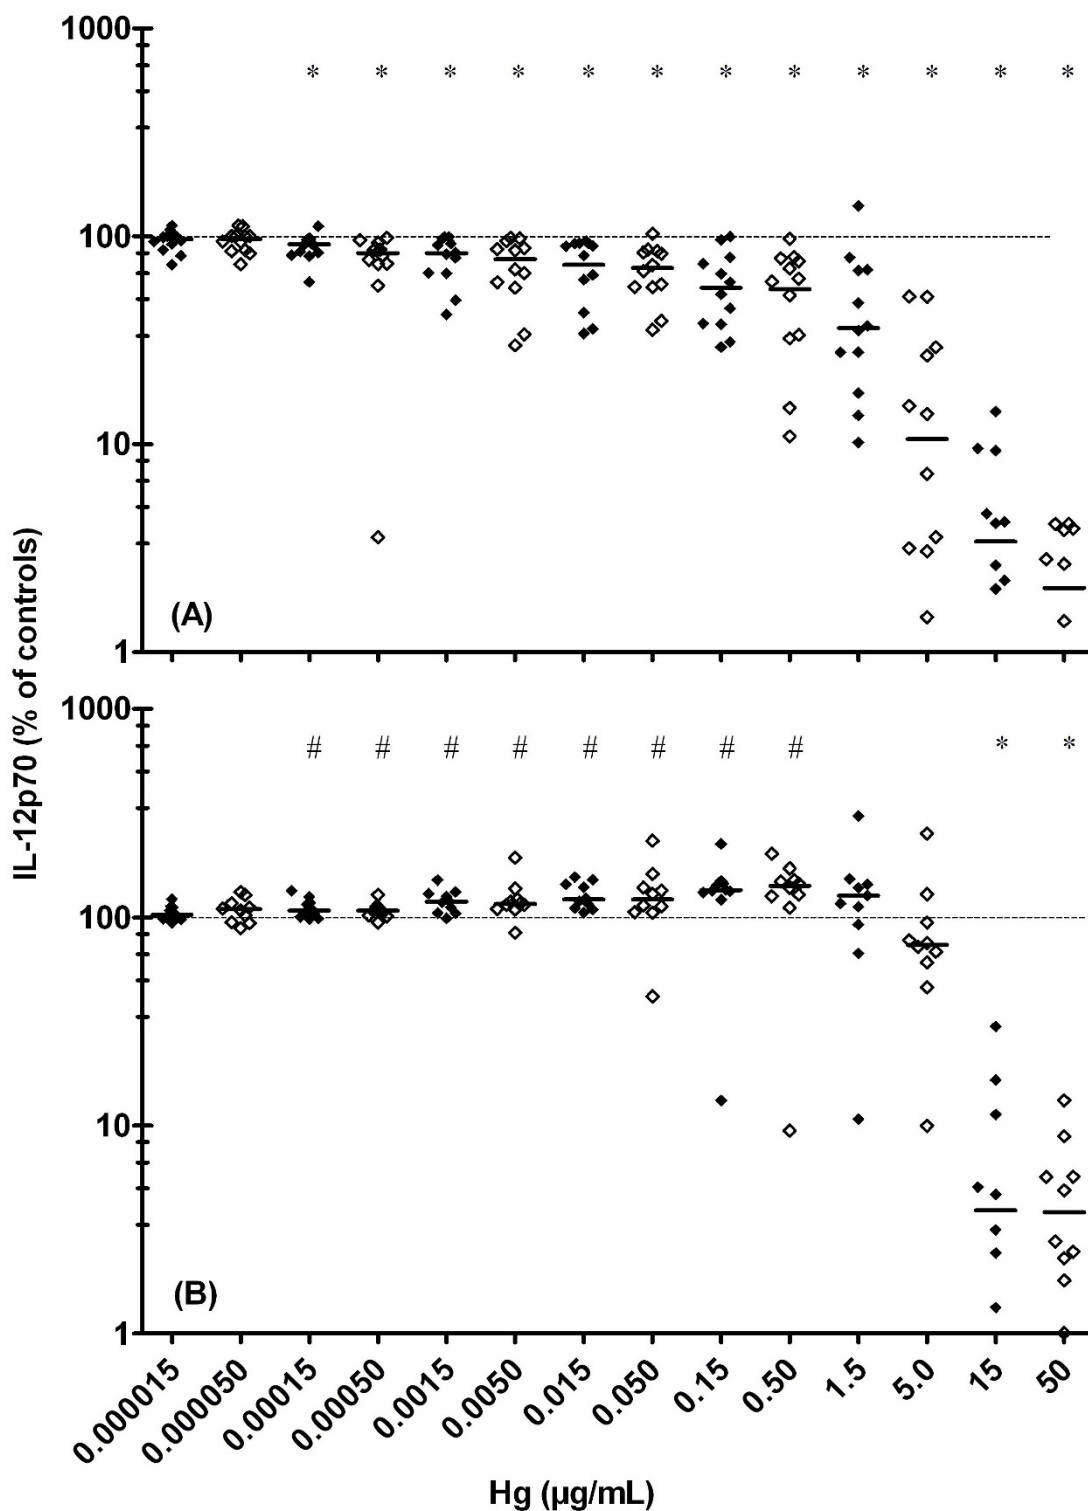 1000
* * * * * * * * * * * *
100
10
(A)
1
IL-12p70 (% of controls)
1000
# # # # # # # # * *
100
10
(B)
1
0.000015 0.000050 0.00015 0.00050 0.0015 0.0050 0.015 0.0050 0.15 0.50 1.5 5.0 15 50
Hg (µg/mL)